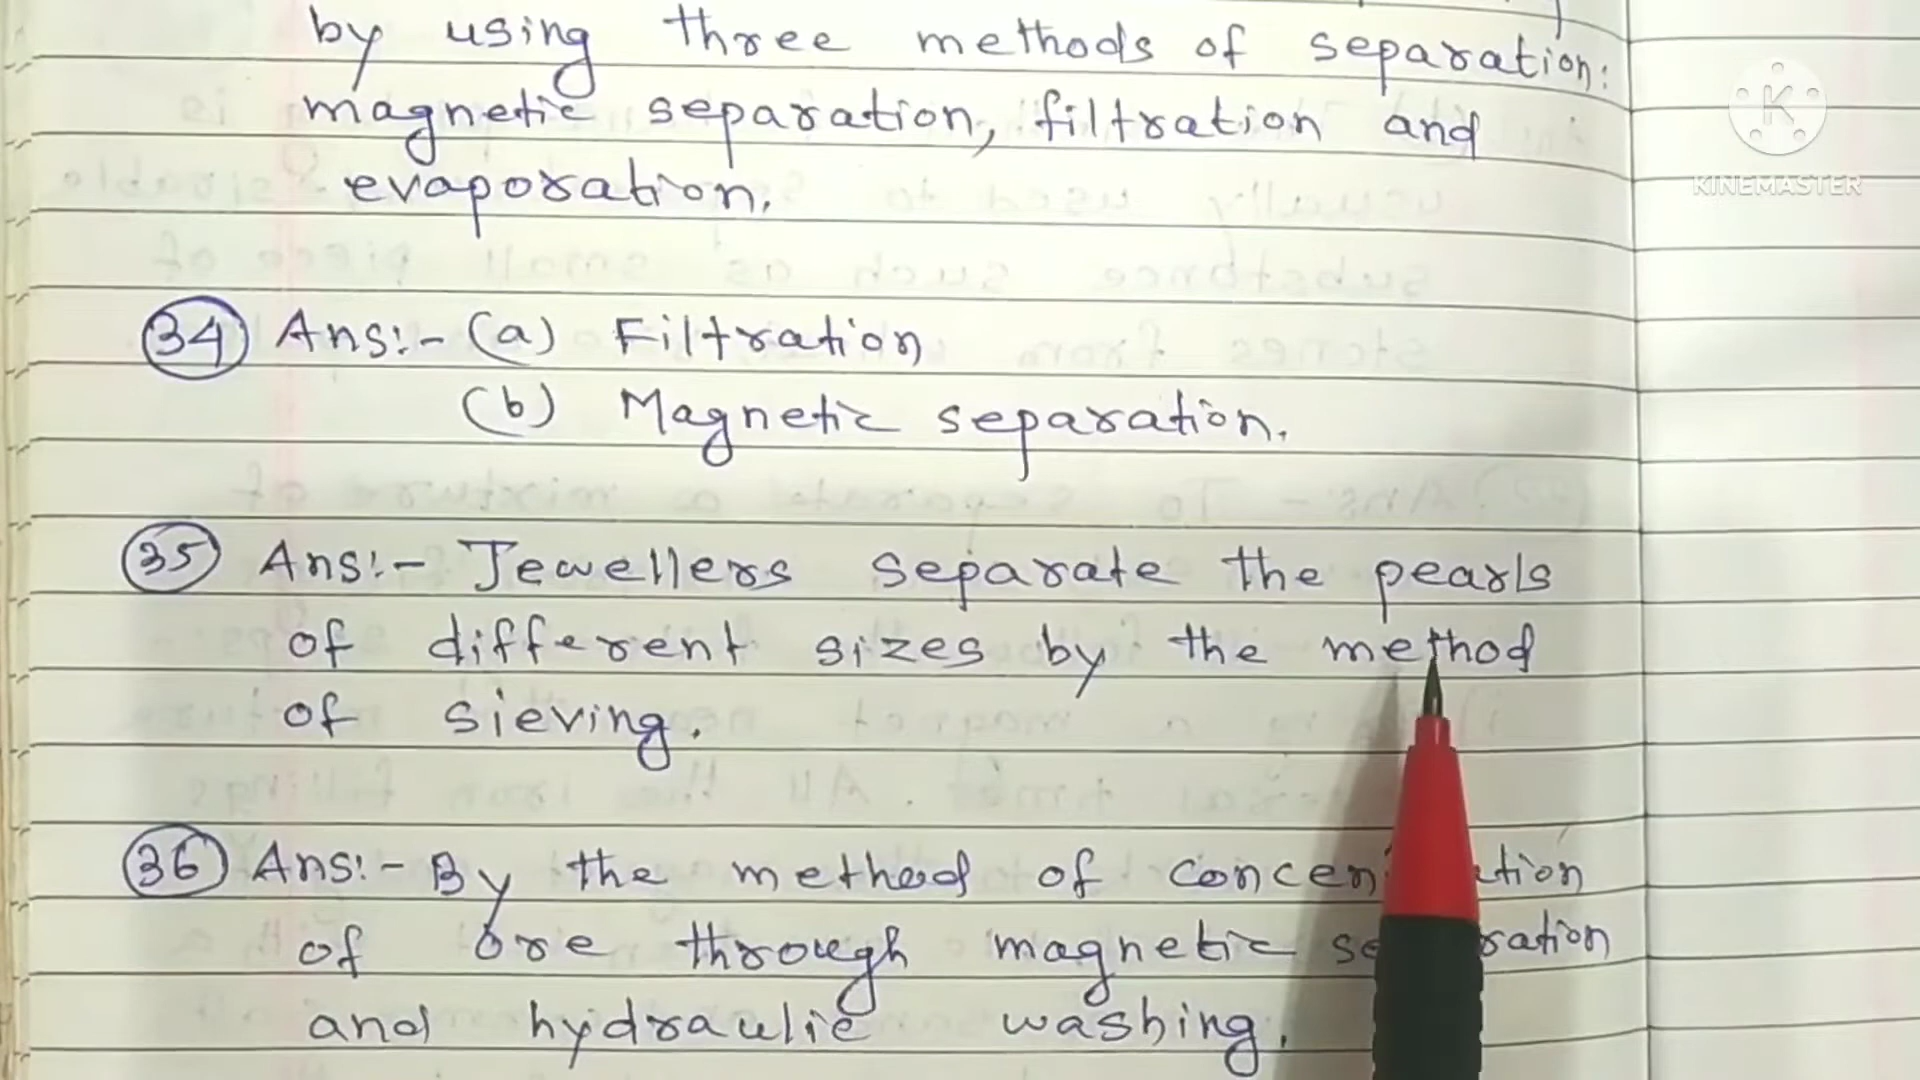 by using three methods of separation:
magnetic separation, filtration and
evaporation.
34 Ans:- (a) Filtration
(b) Magnetic separation.
35 Ans:- Jewellers separate the pearls
of different sizes by the method
of sieving.
36 Ans:- By the method of
of ore through magnetic
and hydraulic washing.
KINEMASTER